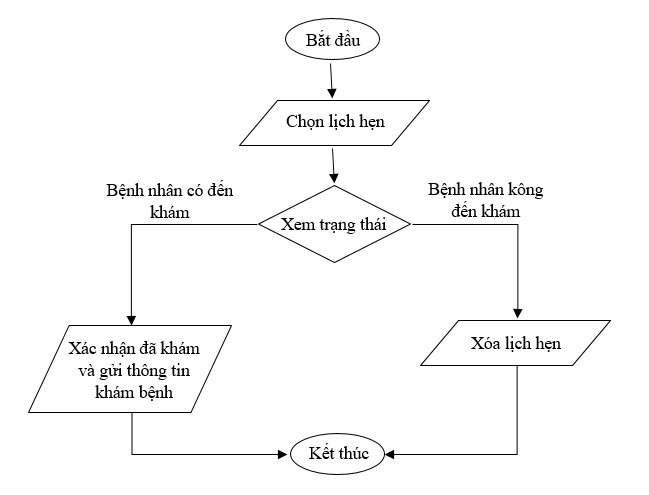 Bắt đầu
Chọn lịch hẹn
Bệnh nhân có đến
khám
Bệnh nhân kông
đến khám
Xem trạng thái
Xác nhận đã khám
và gửi thông tin
khám bệnh
Xóa lịch hẹn
Kết thúc